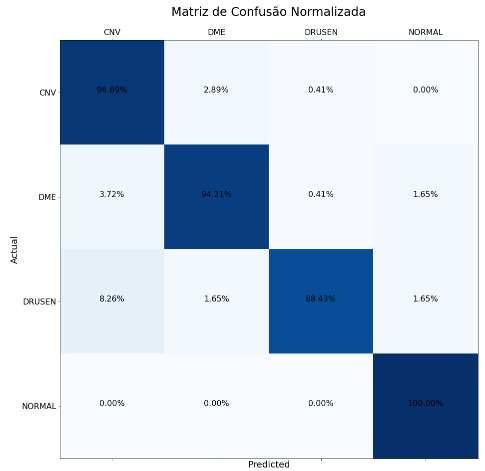 Matriz de Confusão Normalizada
CNV DME DRUSEN NORMAL
CNV 96.69% 2.89% 0.41% 0.00%
DME 3.72% 94.21% 0.41% 1.65%
Actual
DRUSEN 8.26% 1.65% 88.43% 1.65%
NORMAL 0.00% 0.00% 0.00% 100.00%
Predicted